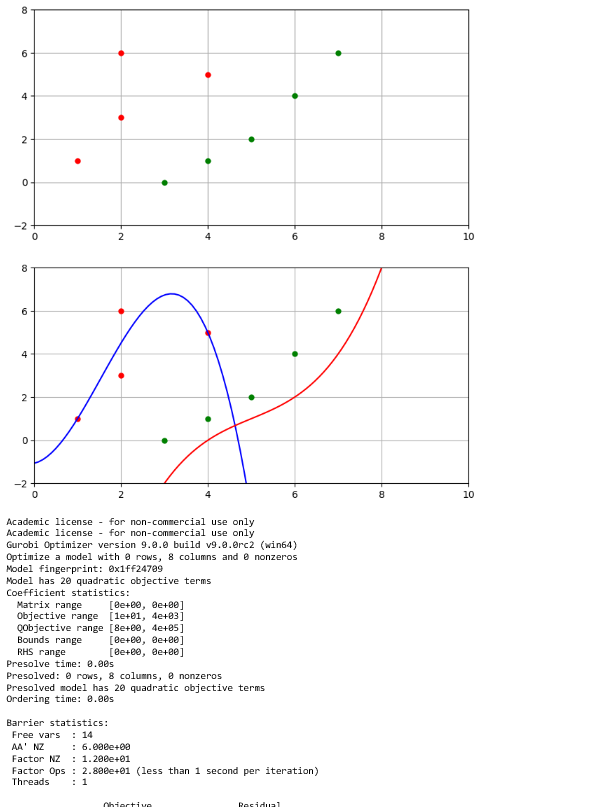 8
6
4
2
0
−2
0 2 4 6 8 10
8
6
4
2
0
−2
0 2 4 6 8 10
Academic license - for non-commercial use only
Academic license - for non-commercial use only
Gurobi Optimizer version 9.0.0 build v9.0.0rc2 (win64)
Optimize a model with 0 rows, 8 columns and 0 nonzeros
Model fingerprint: 0x1ff24709
Model has 20 quadratic objective terms
Coefficient statistics:
  Matrix range     [0e+00, 0e+00]
  Objective range  [1e+01, 4e+03]
  QObjective range [8e+00, 4e+05]
  Bounds range     [0e+00, 0e+00]
  RHS range        [0e+00, 0e+00]
Presolve time: 0.00s
Presolved: 0 rows, 8 columns, 0 nonzeros
Presolved model has 20 quadratic objective terms
Ordering time: 0.00s
Barrier statistics:
 Free vars  : 14
 AA' NZ     : 6.000e+00
 Factor NZ  : 1.200e+01
 Factor Ops : 2.800e+01 (less than 1 second per iteration)
 Threads    : 1
Objective                Residual